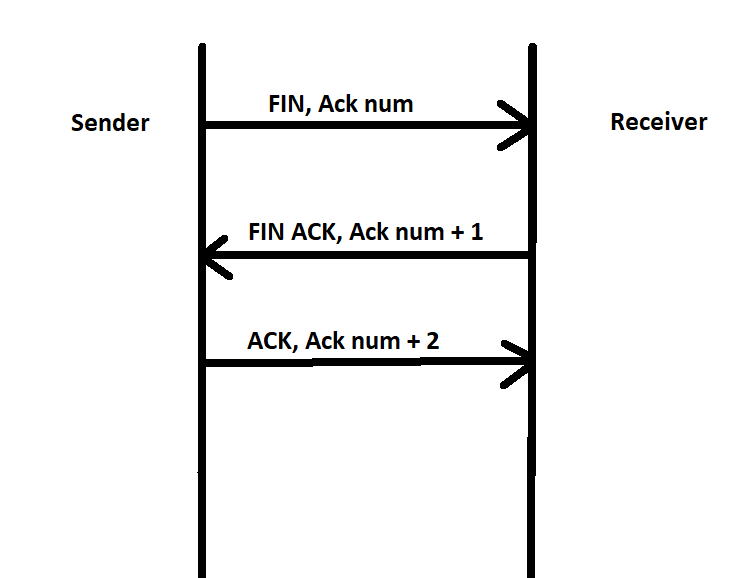 FIN, Ack num
Sender
Receiver
FIN ACK, Ack num + 1
ACK, Ack num + 2